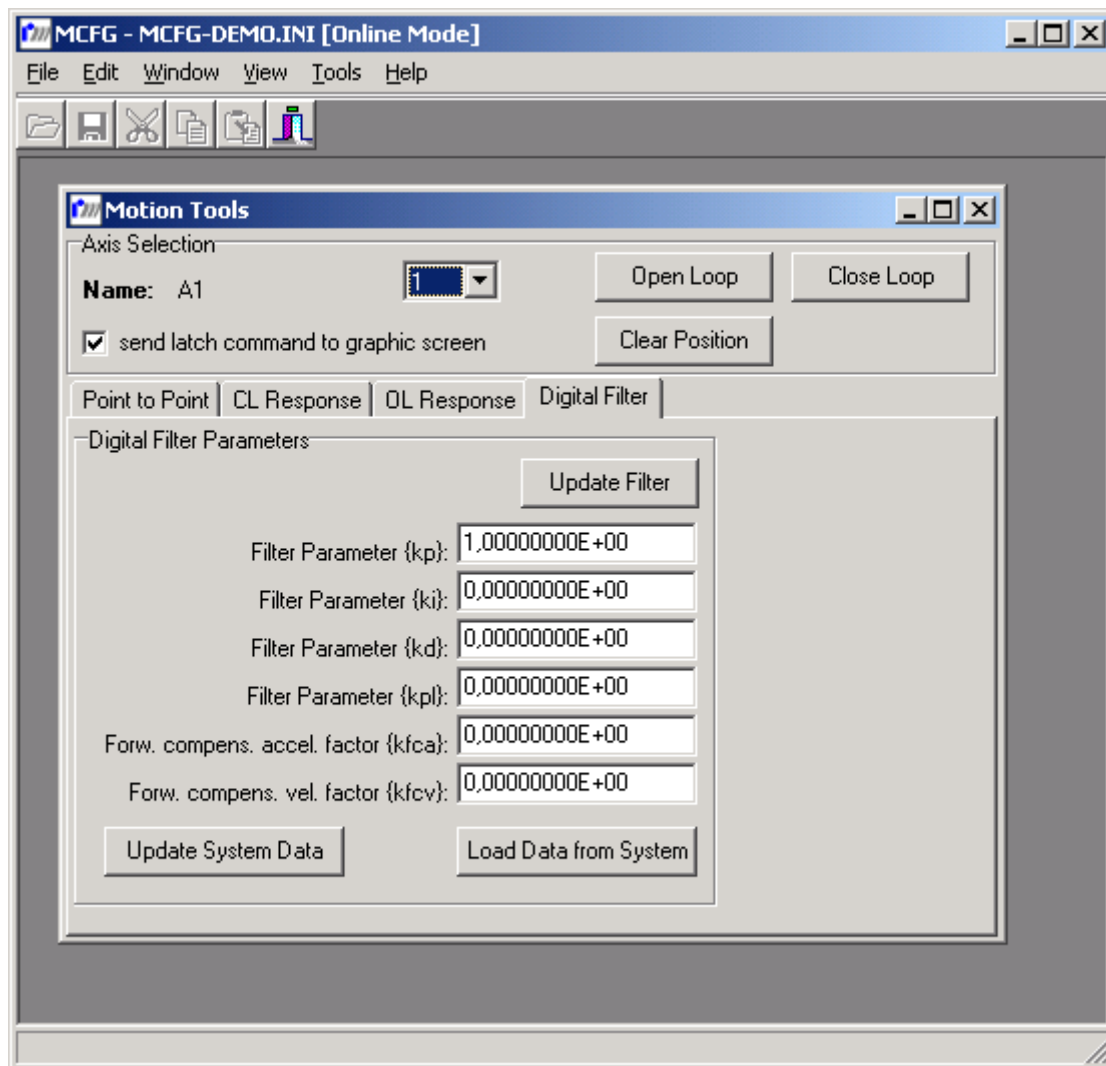 MCFG - MCFG-DEMO.INI [Online Mode]
File Edit Window View Tools Help
Motion Tools
Axis Selection
Name: A1 1 Open Loop Close Loop
send latch command to graphic screen Clear Position
Point to Point CL Response OL Response Digital Filter
Digital Filter Parameters
Update Filter
Filter Parameter {kp}: 1,00000000E+00
Filter Parameter {ki}: 0,00000000E+00
Filter Parameter {kd}: 0,00000000E+00
Filter Parameter {kpl}: 0,00000000E+00
Forw. compens. accel. factor {kfca}: 0,00000000E+00
Forw. compens. vel. factor {kfcv}: 0,00000000E+00
Update System Data Load Data from System